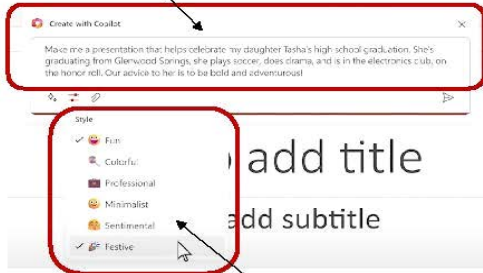 Create with Copilot
Make me a presentation that helps celebrate my daughter Tasha's high school graduation. She's
graduating from Glenwood Springs, she plays soccer, does drama, and is in the electronics club, on
the honor roll. Our advice to her is to be bold and adventurous!
Style
Fun
Colorful
Professional
Minimalist
Sentimental
Festive
add title
add subtitle